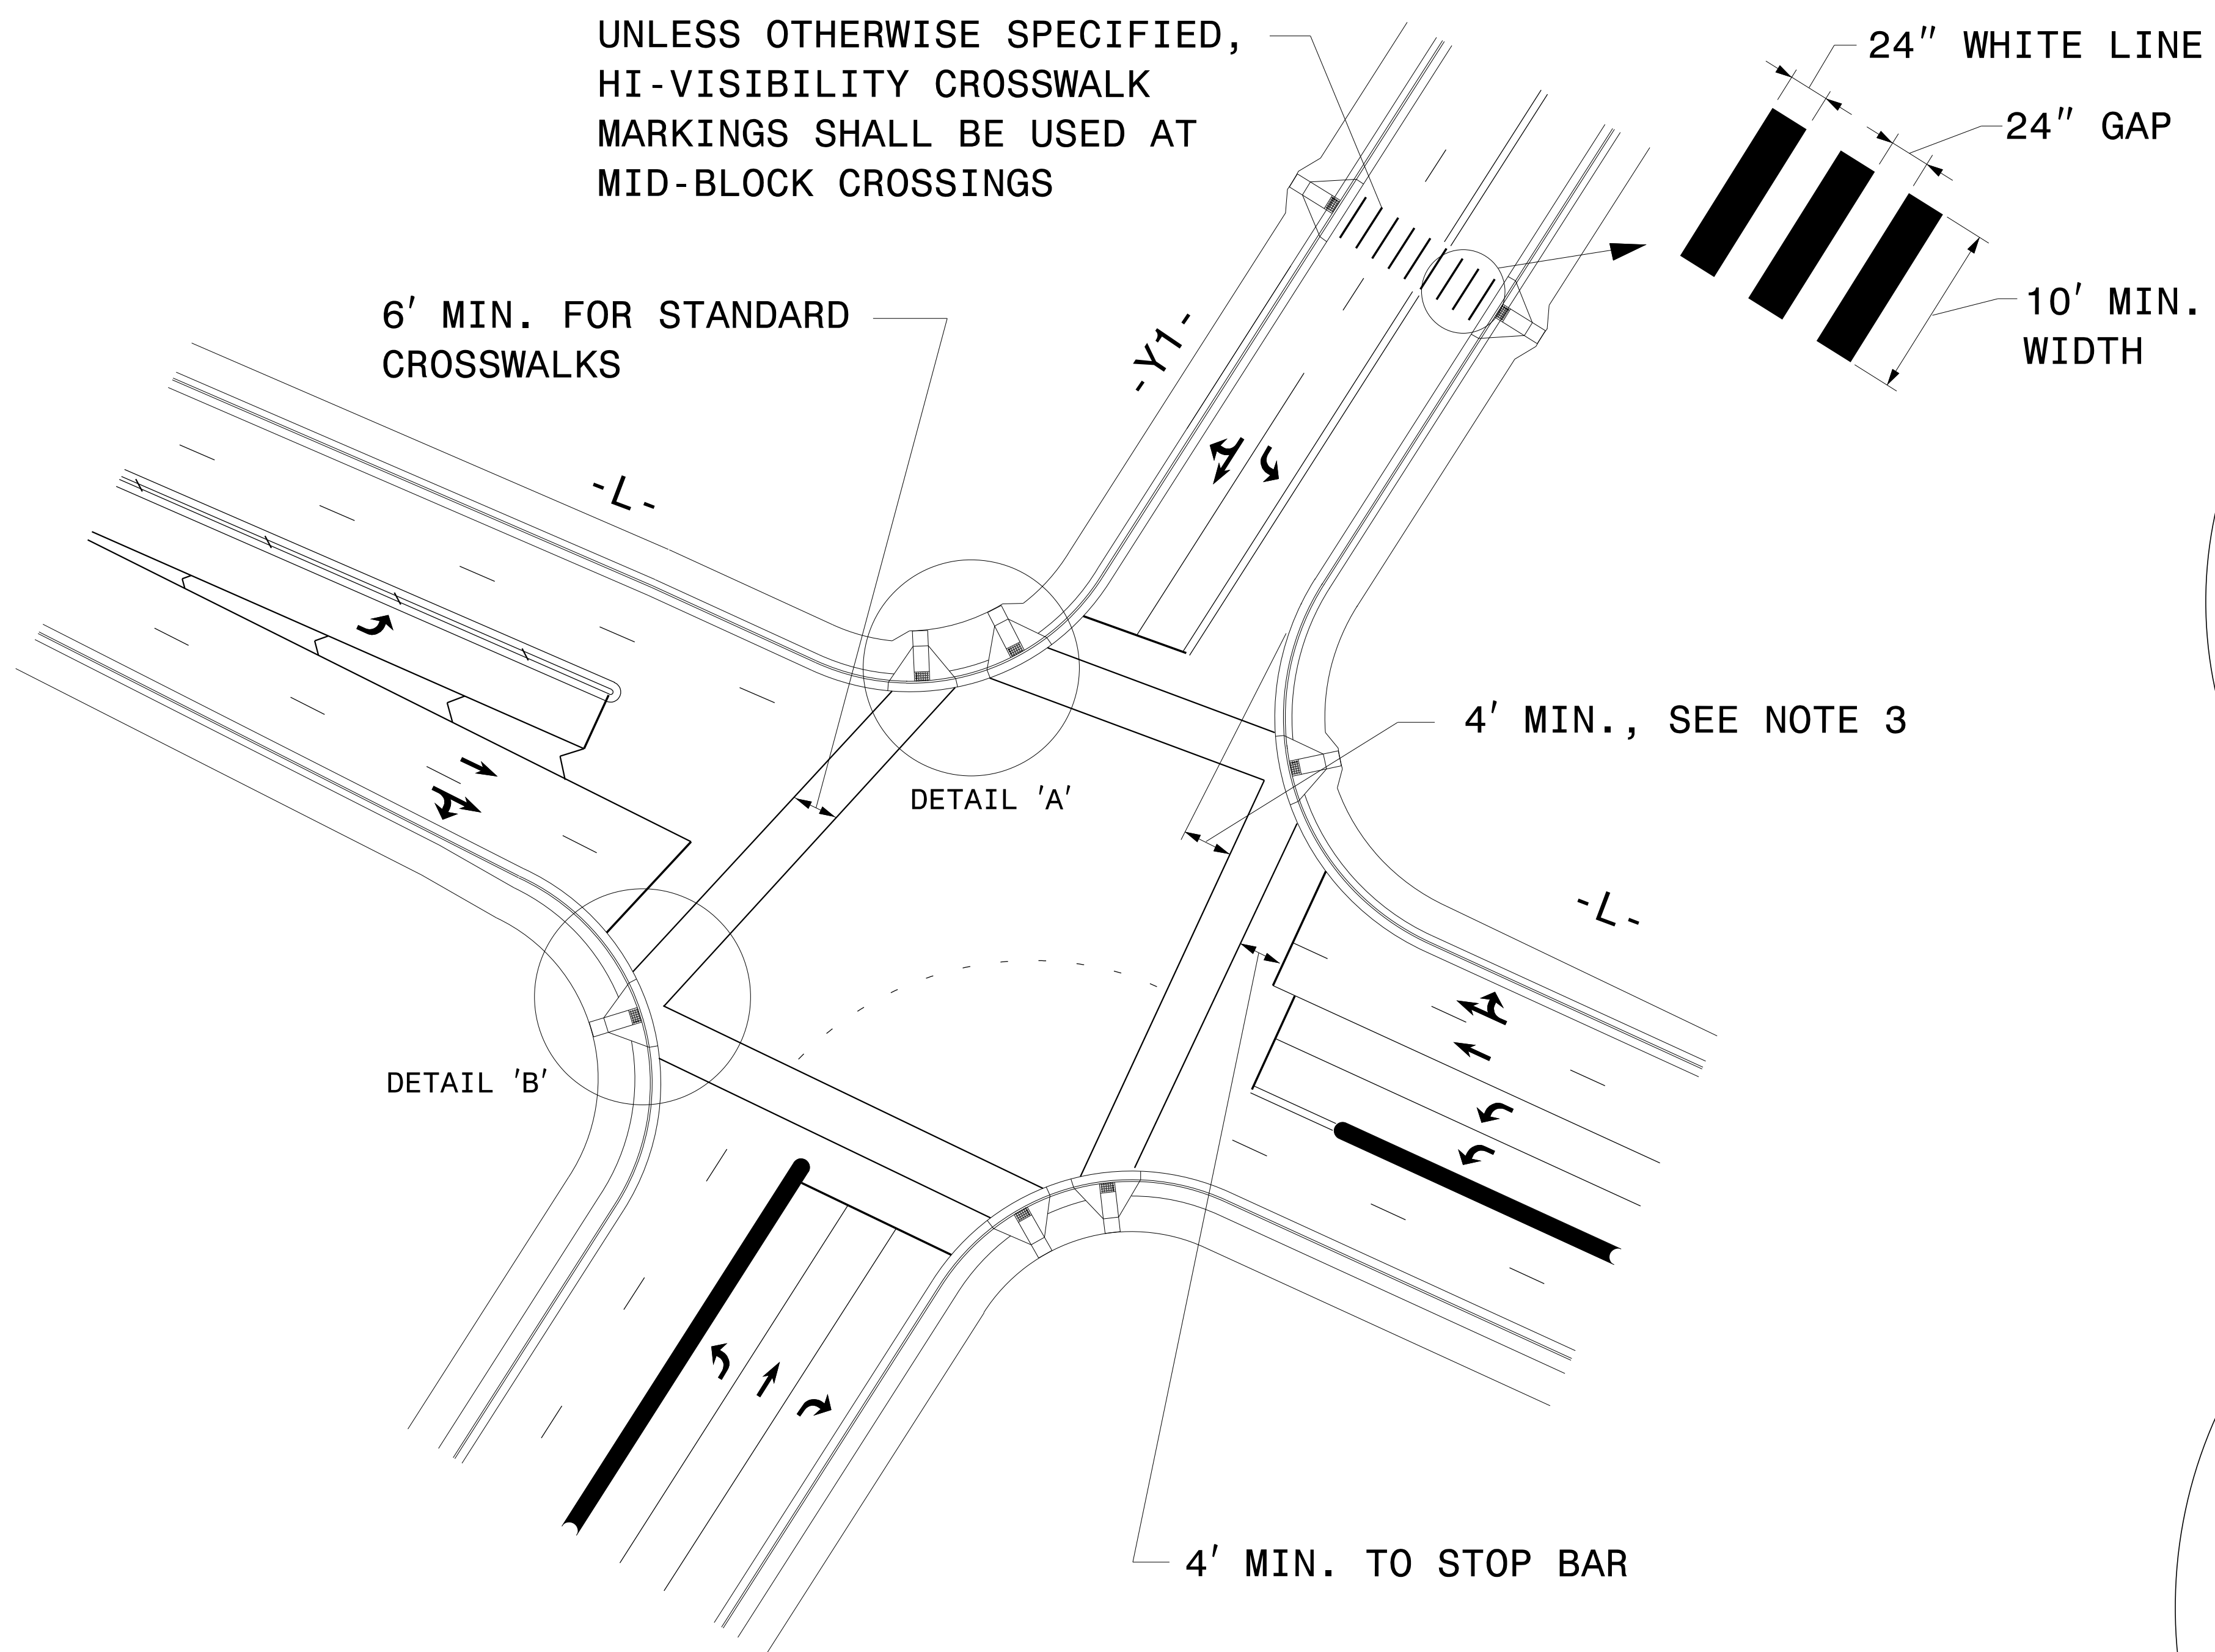 UNLESS OTHERWISE SPECIFIED,
HI-VISIBILITY CROSSWALK
MARKINGS SHALL BE USED AT
MID-BLOCK CROSSINGS
24" WHITE LINE
24" GAP
10' MIN.
WIDTH
6' MIN. FOR STANDARD
CROSSWALKS
-Y1-
-L-
4' MIN., SEE NOTE 3
DETAIL 'A'
-L-
DETAIL 'B'
4' MIN. TO STOP BAR